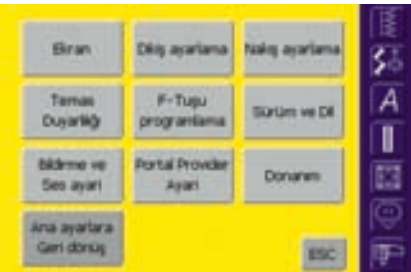 Ekran
Dikiş ayarlama
Nakış ayarlama
Temas
Duyarlığı
F-Tuşu
programlama
Sürüm ve Dil
Bildirme ve
Ses ayarı
Portal Provider
Ayarı
Donanım
Ana ayarlara
Geri dönüş
ESC
A